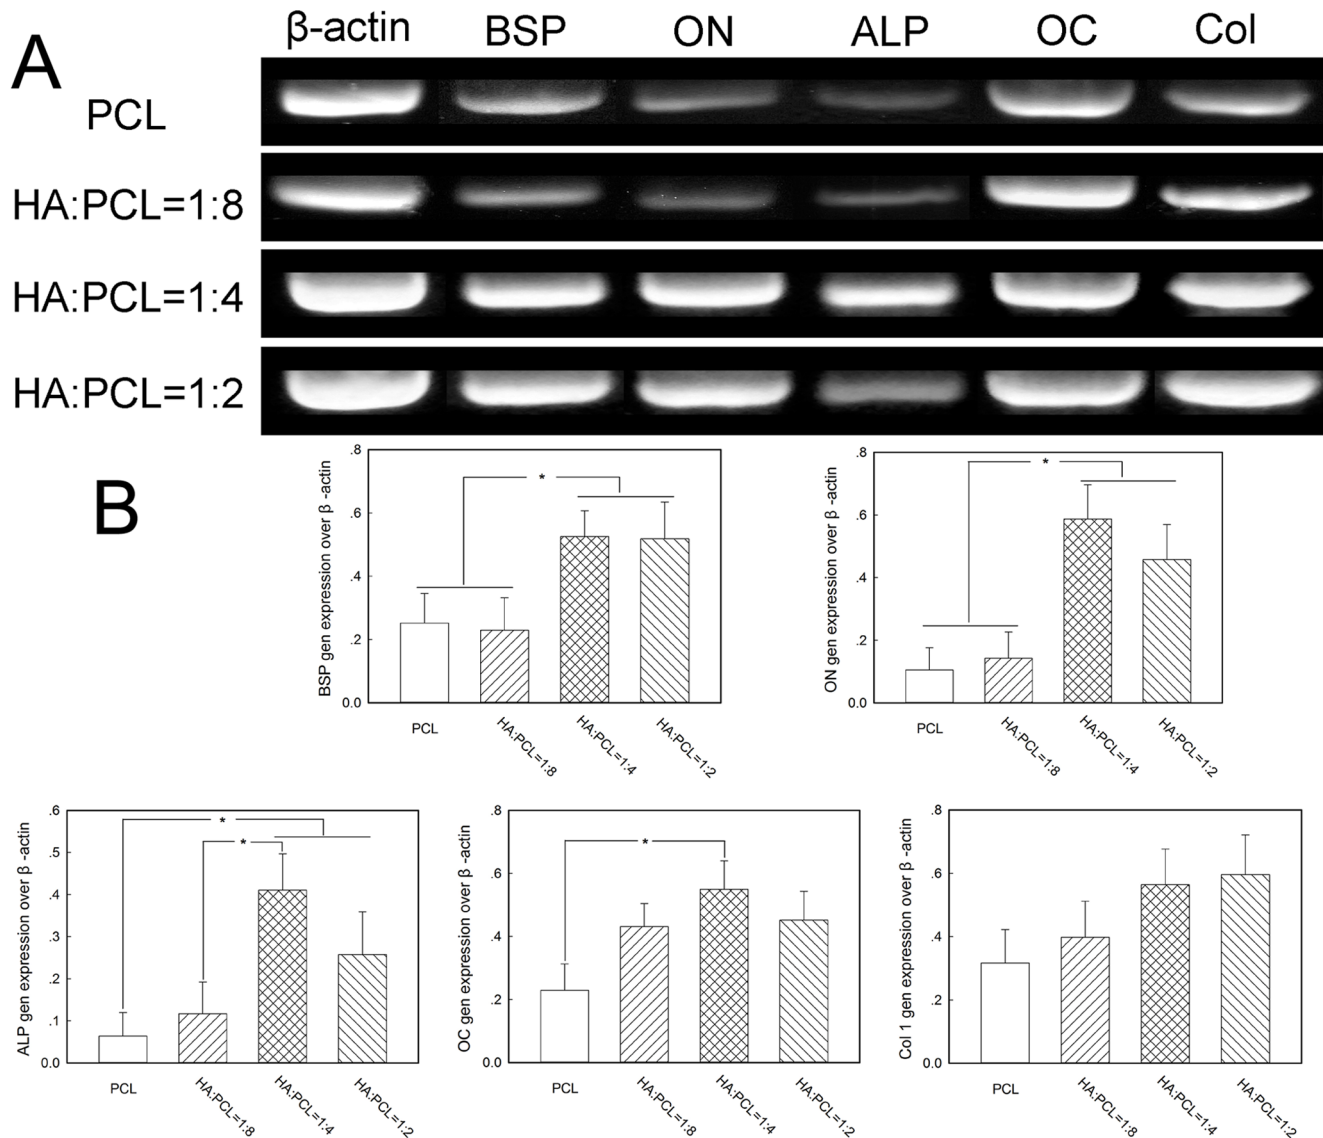 A
β-actin BSP ON ALP OC Col
PCL
HA:PCL=1:8
HA:PCL=1:4
HA:PCL=1:2
B
BSP gen expression over β -actin
.8
.6
.4
.2
0.0
*
PCL HA:PCL=1:8 HA:PCL=1:4 HA:PCL=1:2
ON gen expression over β -actin
.8
.6
.4
.2
0.0
*
PCL HA:PCL=1:8 HA:PCL=1:4 HA:PCL=1:2
ALP gen expression over β -actin
.6
.5
.4
.3
.2
.1
0.0
*
*
PCL HA:PCL=1:8 HA:PCL=1:4 HA:PCL=1:2
OC gen expression over β -actin
.8
.6
.4
.2
0.0
*
PCL HA:PCL=1:8 HA:PCL=1:4 HA:PCL=1:2
Col 1 gen expression over β -actin
.8
.6
.4
.2
0.0
PCL HA:PCL=1:8 HA:PCL=1:4 HA:PCL=1:2